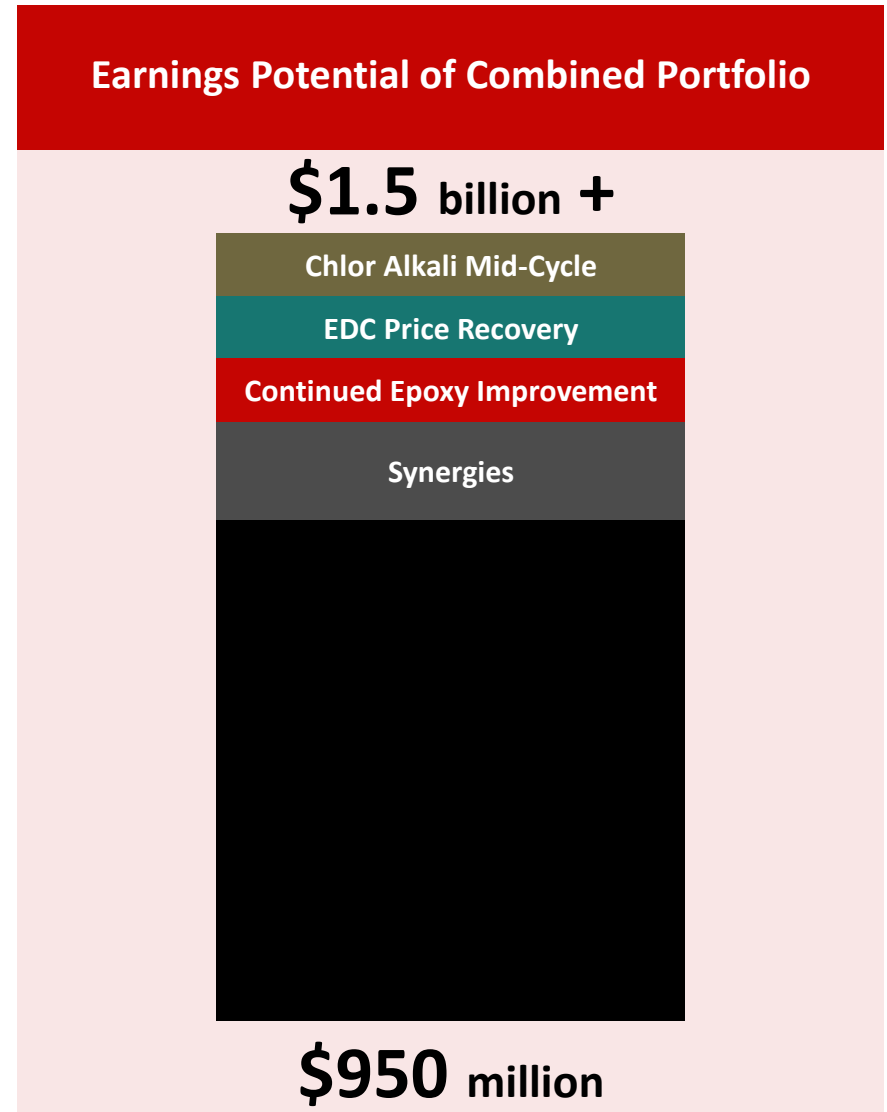 Earnings Potential of Combined Portfolio
$1.5 billion +
Chlor Alkali Mid-Cycle
EDC Price Recovery
Continued Epoxy Improvement
Synergies
$950 million